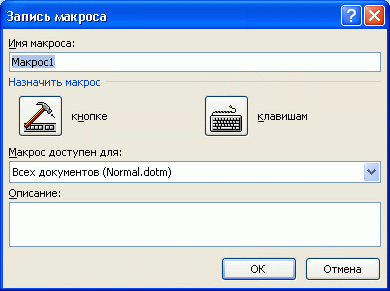 Запись макроса
Имя макроса:
Макрос1
Назначить макрос
кнопке
клавишам
Макрос доступен для:
Всех документов (Normal.dotm)
Описание:
ОК
Отмена